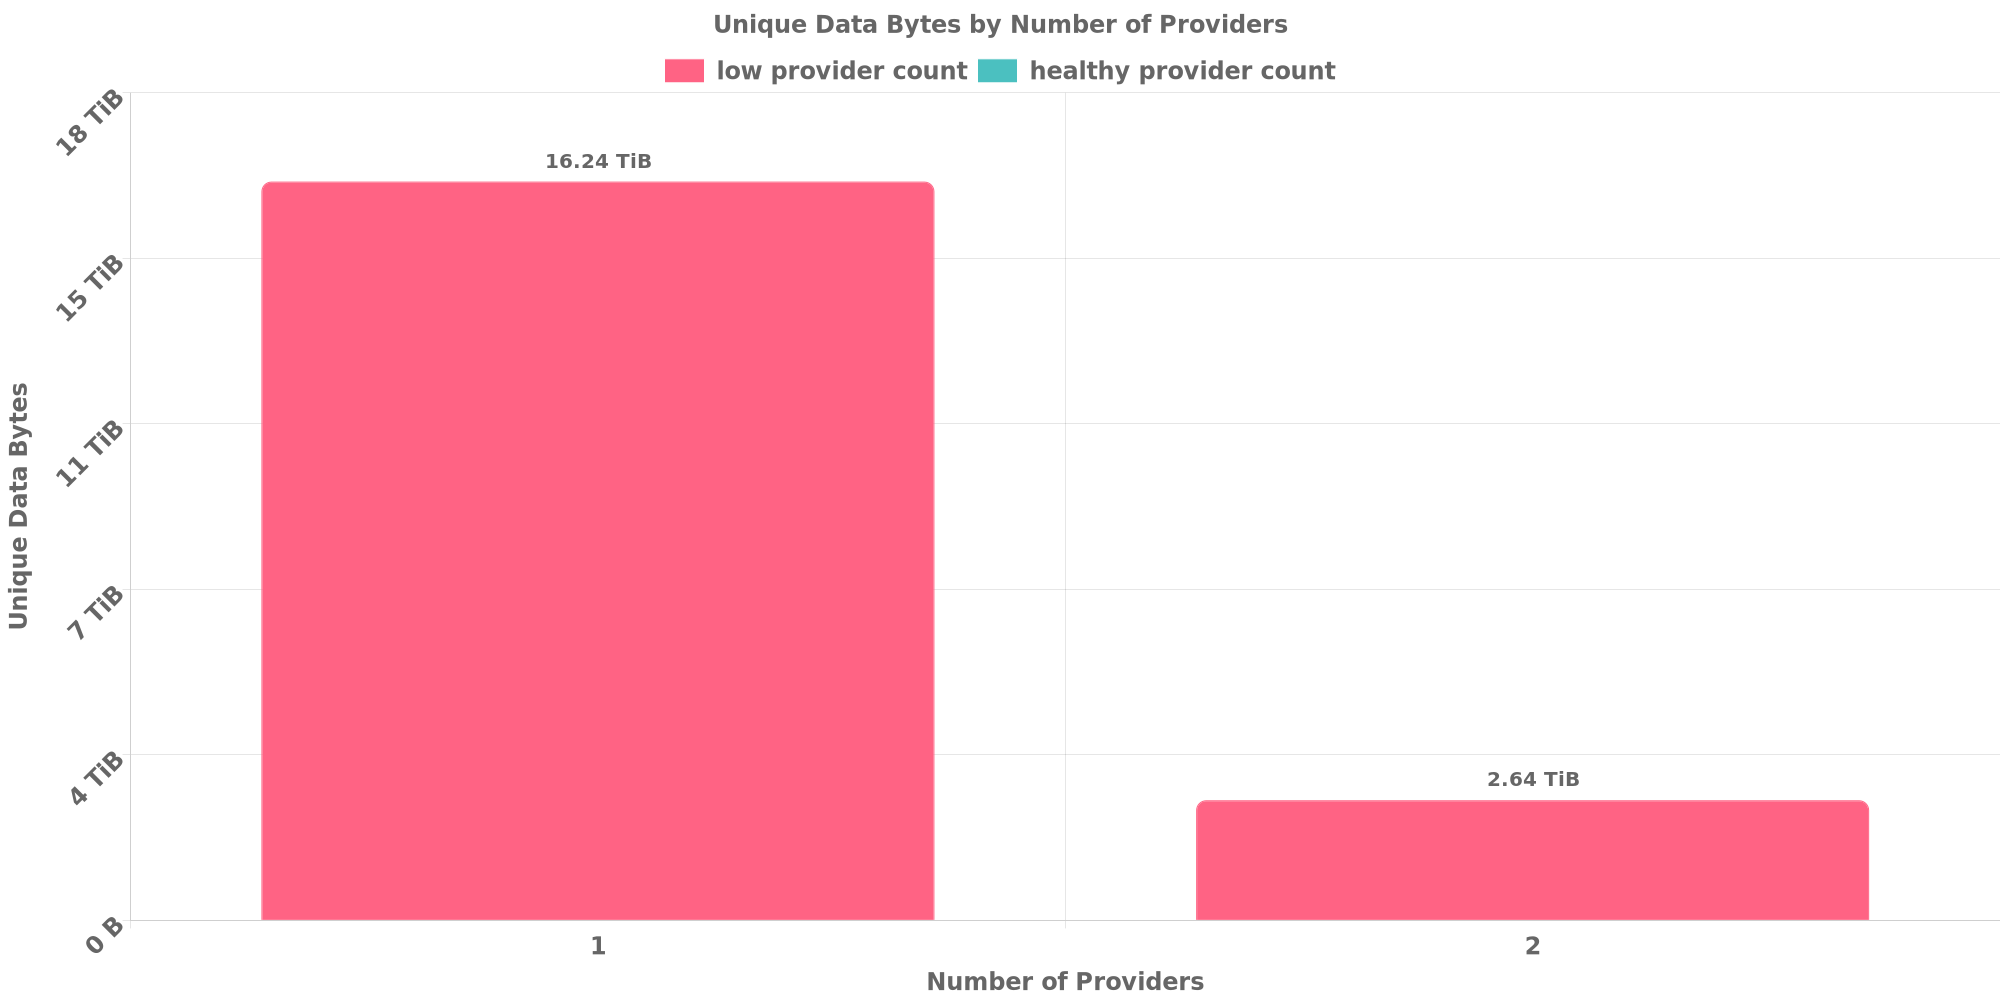 Unique Data Bytes by Number of Providers
low provider count healthy provider count
18 TiB
15 TiB
11 TiB
7 TiB
4 TiB
0 B
Unique Data Bytes
16.24 TiB
2.64 TiB
1 2
Number of Providers